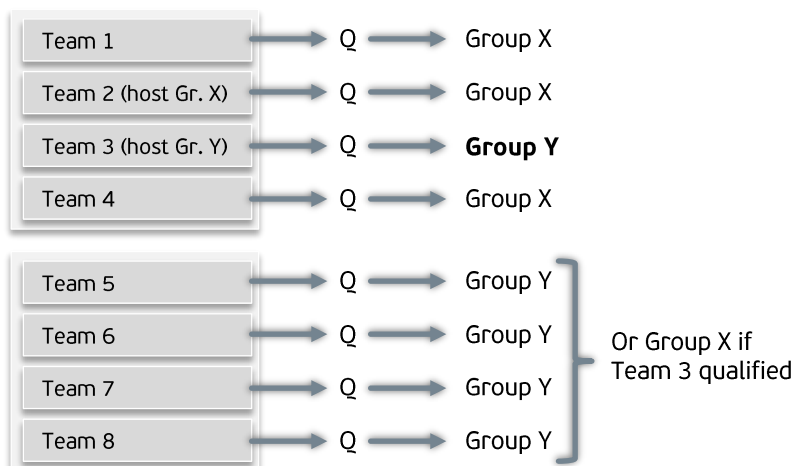 Team 1 Q Group X
Team 2 (host Gr. X) Q Group X
Team 3 (host Gr. Y) Q Group Y
Team 4 Q Group X
Team 5 Q Group Y
Team 6 Q Group Y
Team 7 Q Group Y
Team 8 Q Group Y
Or Group X if
Team 3 qualified